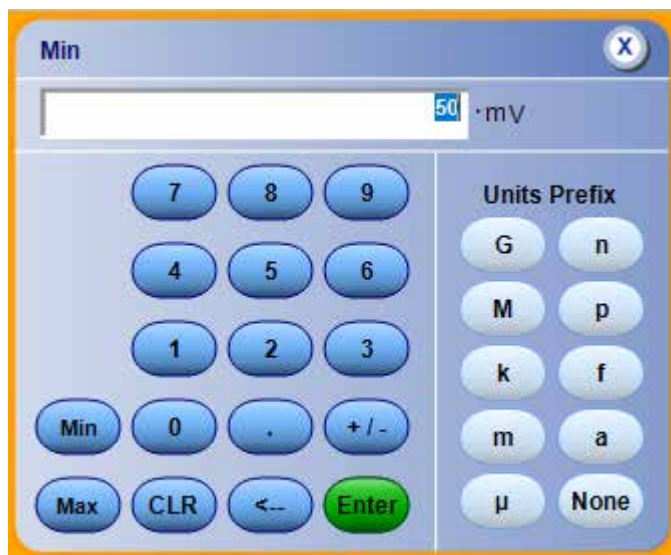 Min X
50 ·mV
7 8 9 Units Prefix
4 5 6 G n
1 2 3 M p
k f
Min 0 . +/- m a
Max CLR <-- Enter µ None